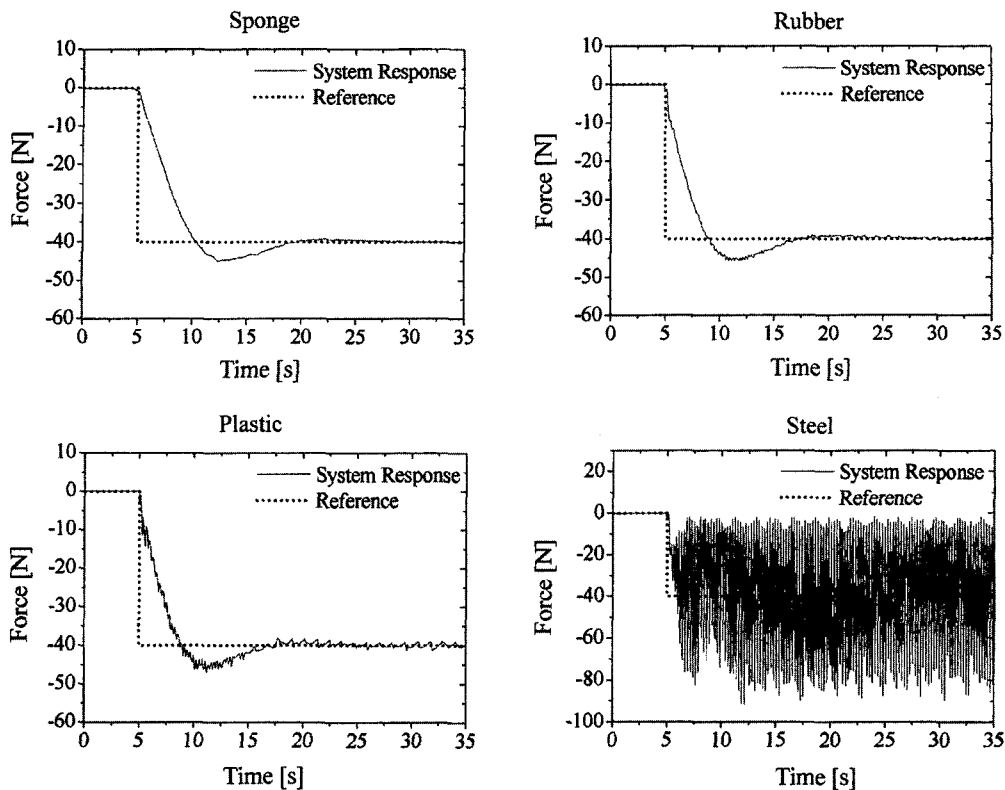 Sponge
System Response
Reference
Force [N]
10
0
-10
-20
-30
-40
-50
-60
0 5 10 15 20 25 30 35
Time [s]
Rubber
System Response
Reference
Force [N]
10
0
-10
-20
-30
-40
-50
-60
0 5 10 15 20 25 30 35
Time [s]
Plastic
System Response
Reference
Force [N]
10
0
-10
-20
-30
-40
-50
-60
0 5 10 15 20 25 30 35
Time [s]
Steel
System Response
Reference
Force [N]
20
0
-20
-40
-60
-80
-100
0 5 10 15 20 25 30 35
Time [s]